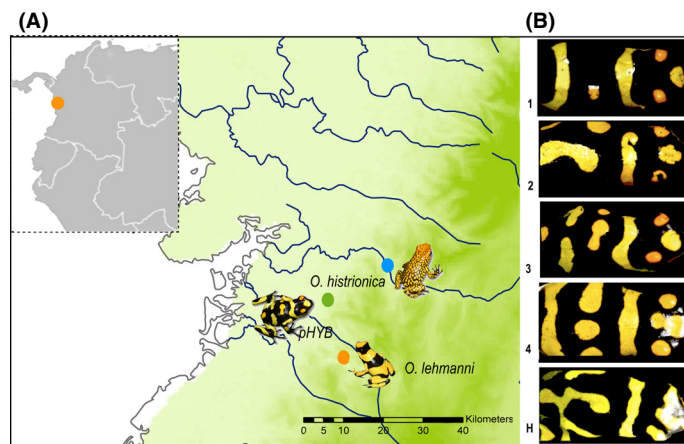 (A)
(B)
O. histrionica
pHYB
O. lehmanni
Kilometers
0 5 10 20 30 40
1
2
3
4
H